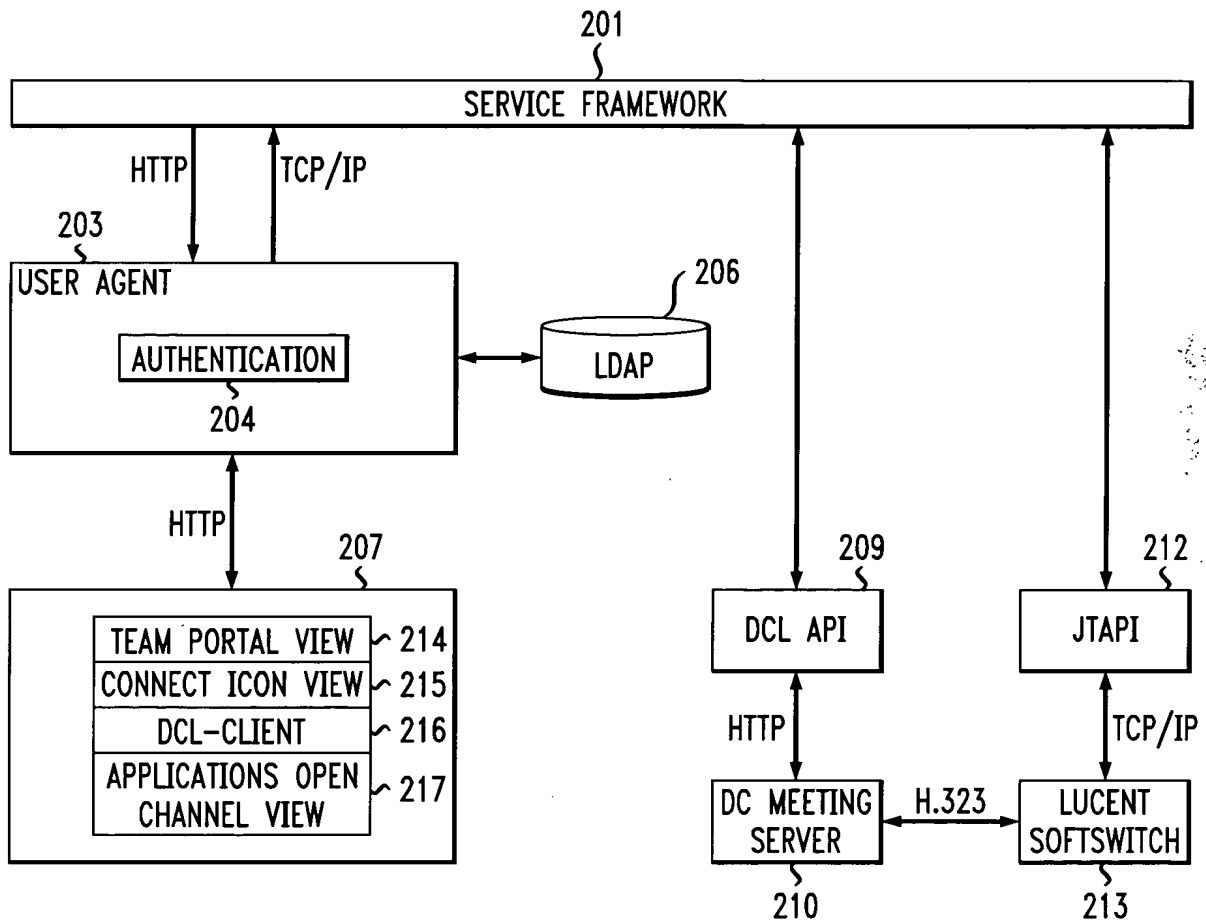 201
SERVICE FRAMEWORK
HTTP
TCP/IP
203
USER AGENT
AUTHENTICATION
204
206
LDAP
HTTP
207
TEAM PORTAL VIEW
214
CONNECT ICON VIEW
215
DCL-CLIENT
216
APPLICATIONS OPEN
CHANNEL VIEW
217
209
DCL API
212
JTAPI
HTTP
TCP/IP
DC MEETING
SERVER
210
H.323
LUCENT
SOFTSWITCH
213